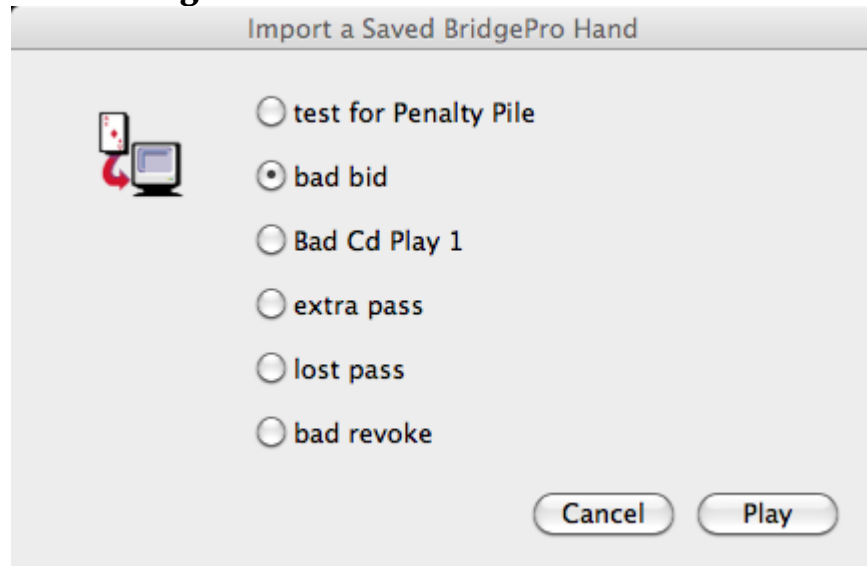 Import a Saved BridgePro Hand
test for Penalty Pile
bad bid
Bad Cd Play 1
extra pass
lost pass
bad revoke
Cancel Play